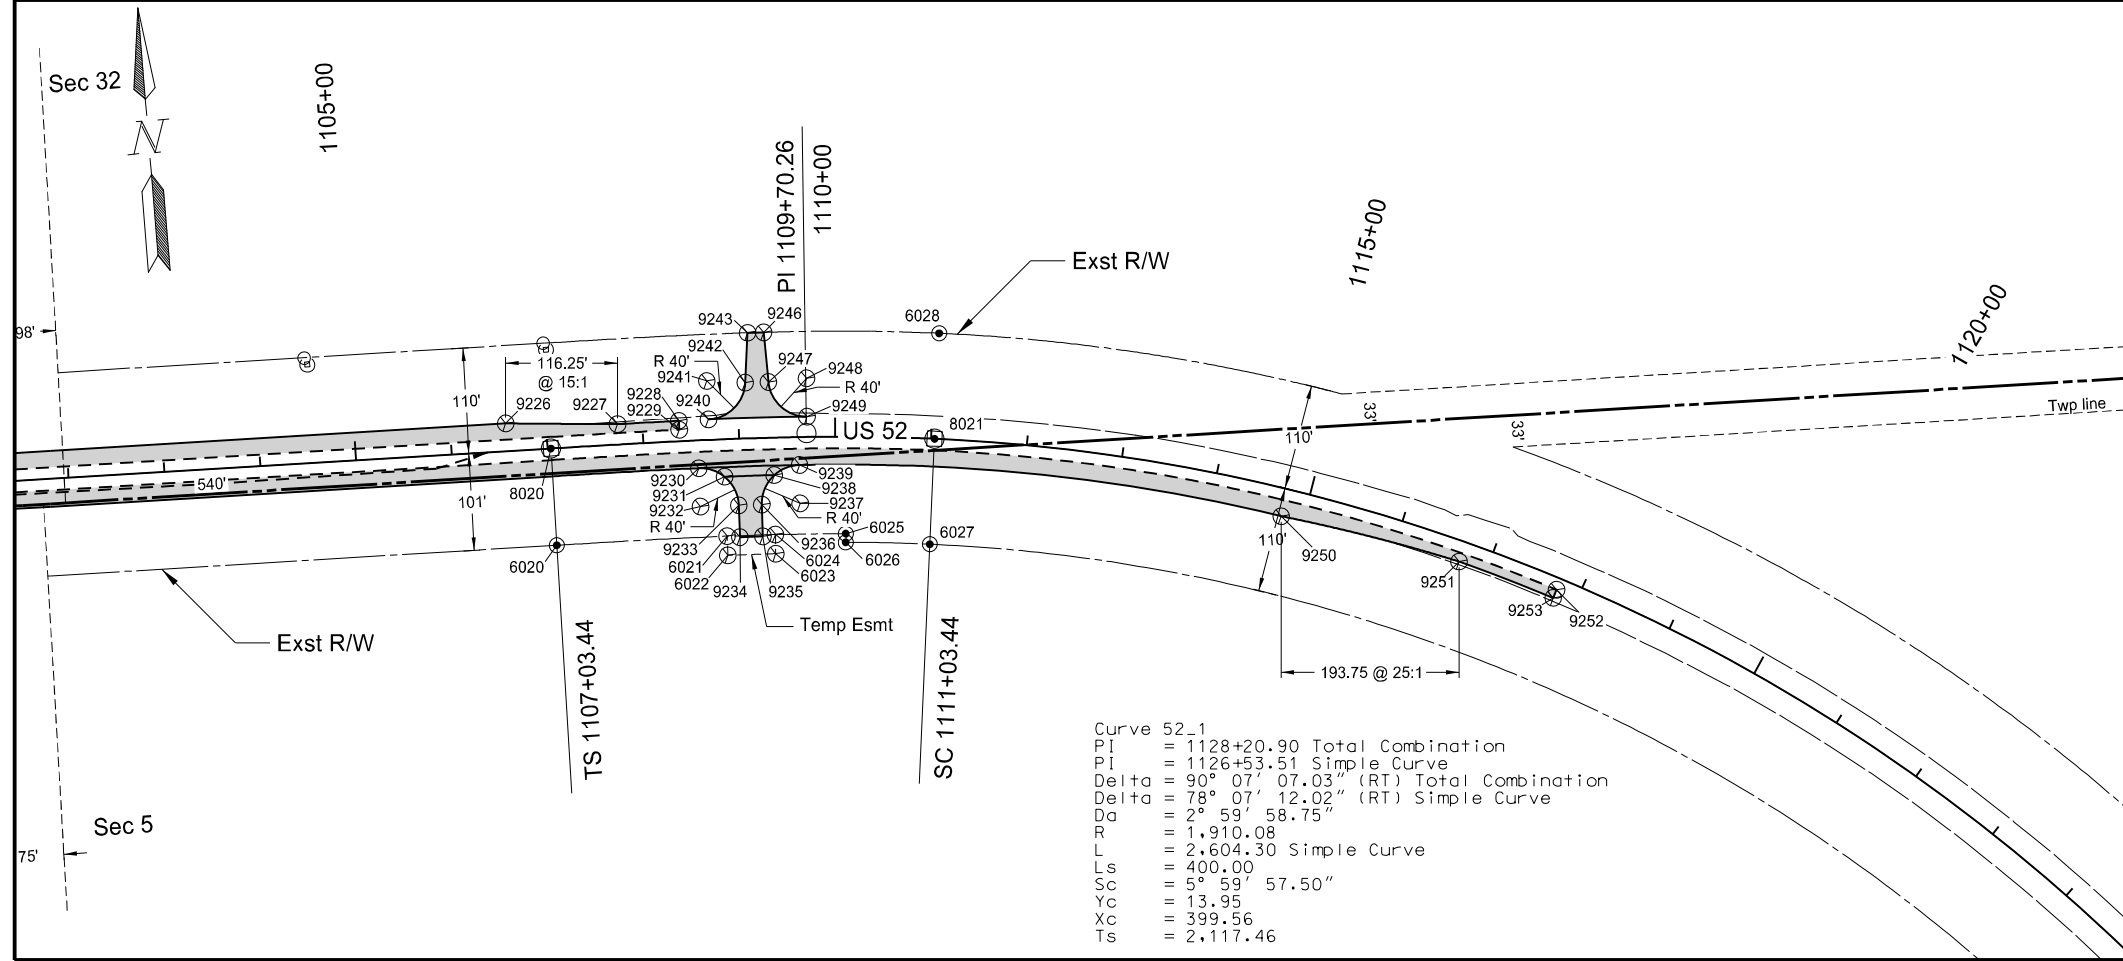 Sec 32
N
1105+00
PI 1109+70.26
1110+00
1115+00
1120+00
Exst R/W
6028
9243
9246
9242
9247
9248
R 40'
9241
R 40'
116.25'
@ 15:1
98'
110'
9226
9227
9228
9229
9240
9249
33'
33'
Twp line
US 52
8021
110'
540'
8020
101'
9230
9231
9232
R 40'
9233
9239
9238
9237
R 40'
9236
6025
6026
6027
6020
6021
6022
9234
9235
6024
6023
Temp Esmt
110'
9250
9251
9253
9252
193.75 @ 25:1
Exst R/W
TS 1107+03.44
SC 1111+03.44
Sec 5
75'
Curve 52_1
PI = 1128+20.90 Total Combination
PI = 1126+53.51 Simple Curve
Delta = 90° 07' 07.03" (RT) Total Combination
Delta = 78° 07' 12.02" (RT) Simple Curve
Da = 2° 59' 58.75"
R = 1,910.08
L = 2,604.30 Simple Curve
Ls = 400.00
Sc = 5° 59' 57.50"
Yc = 13.95
Xc = 399.56
Ts = 2,117.46